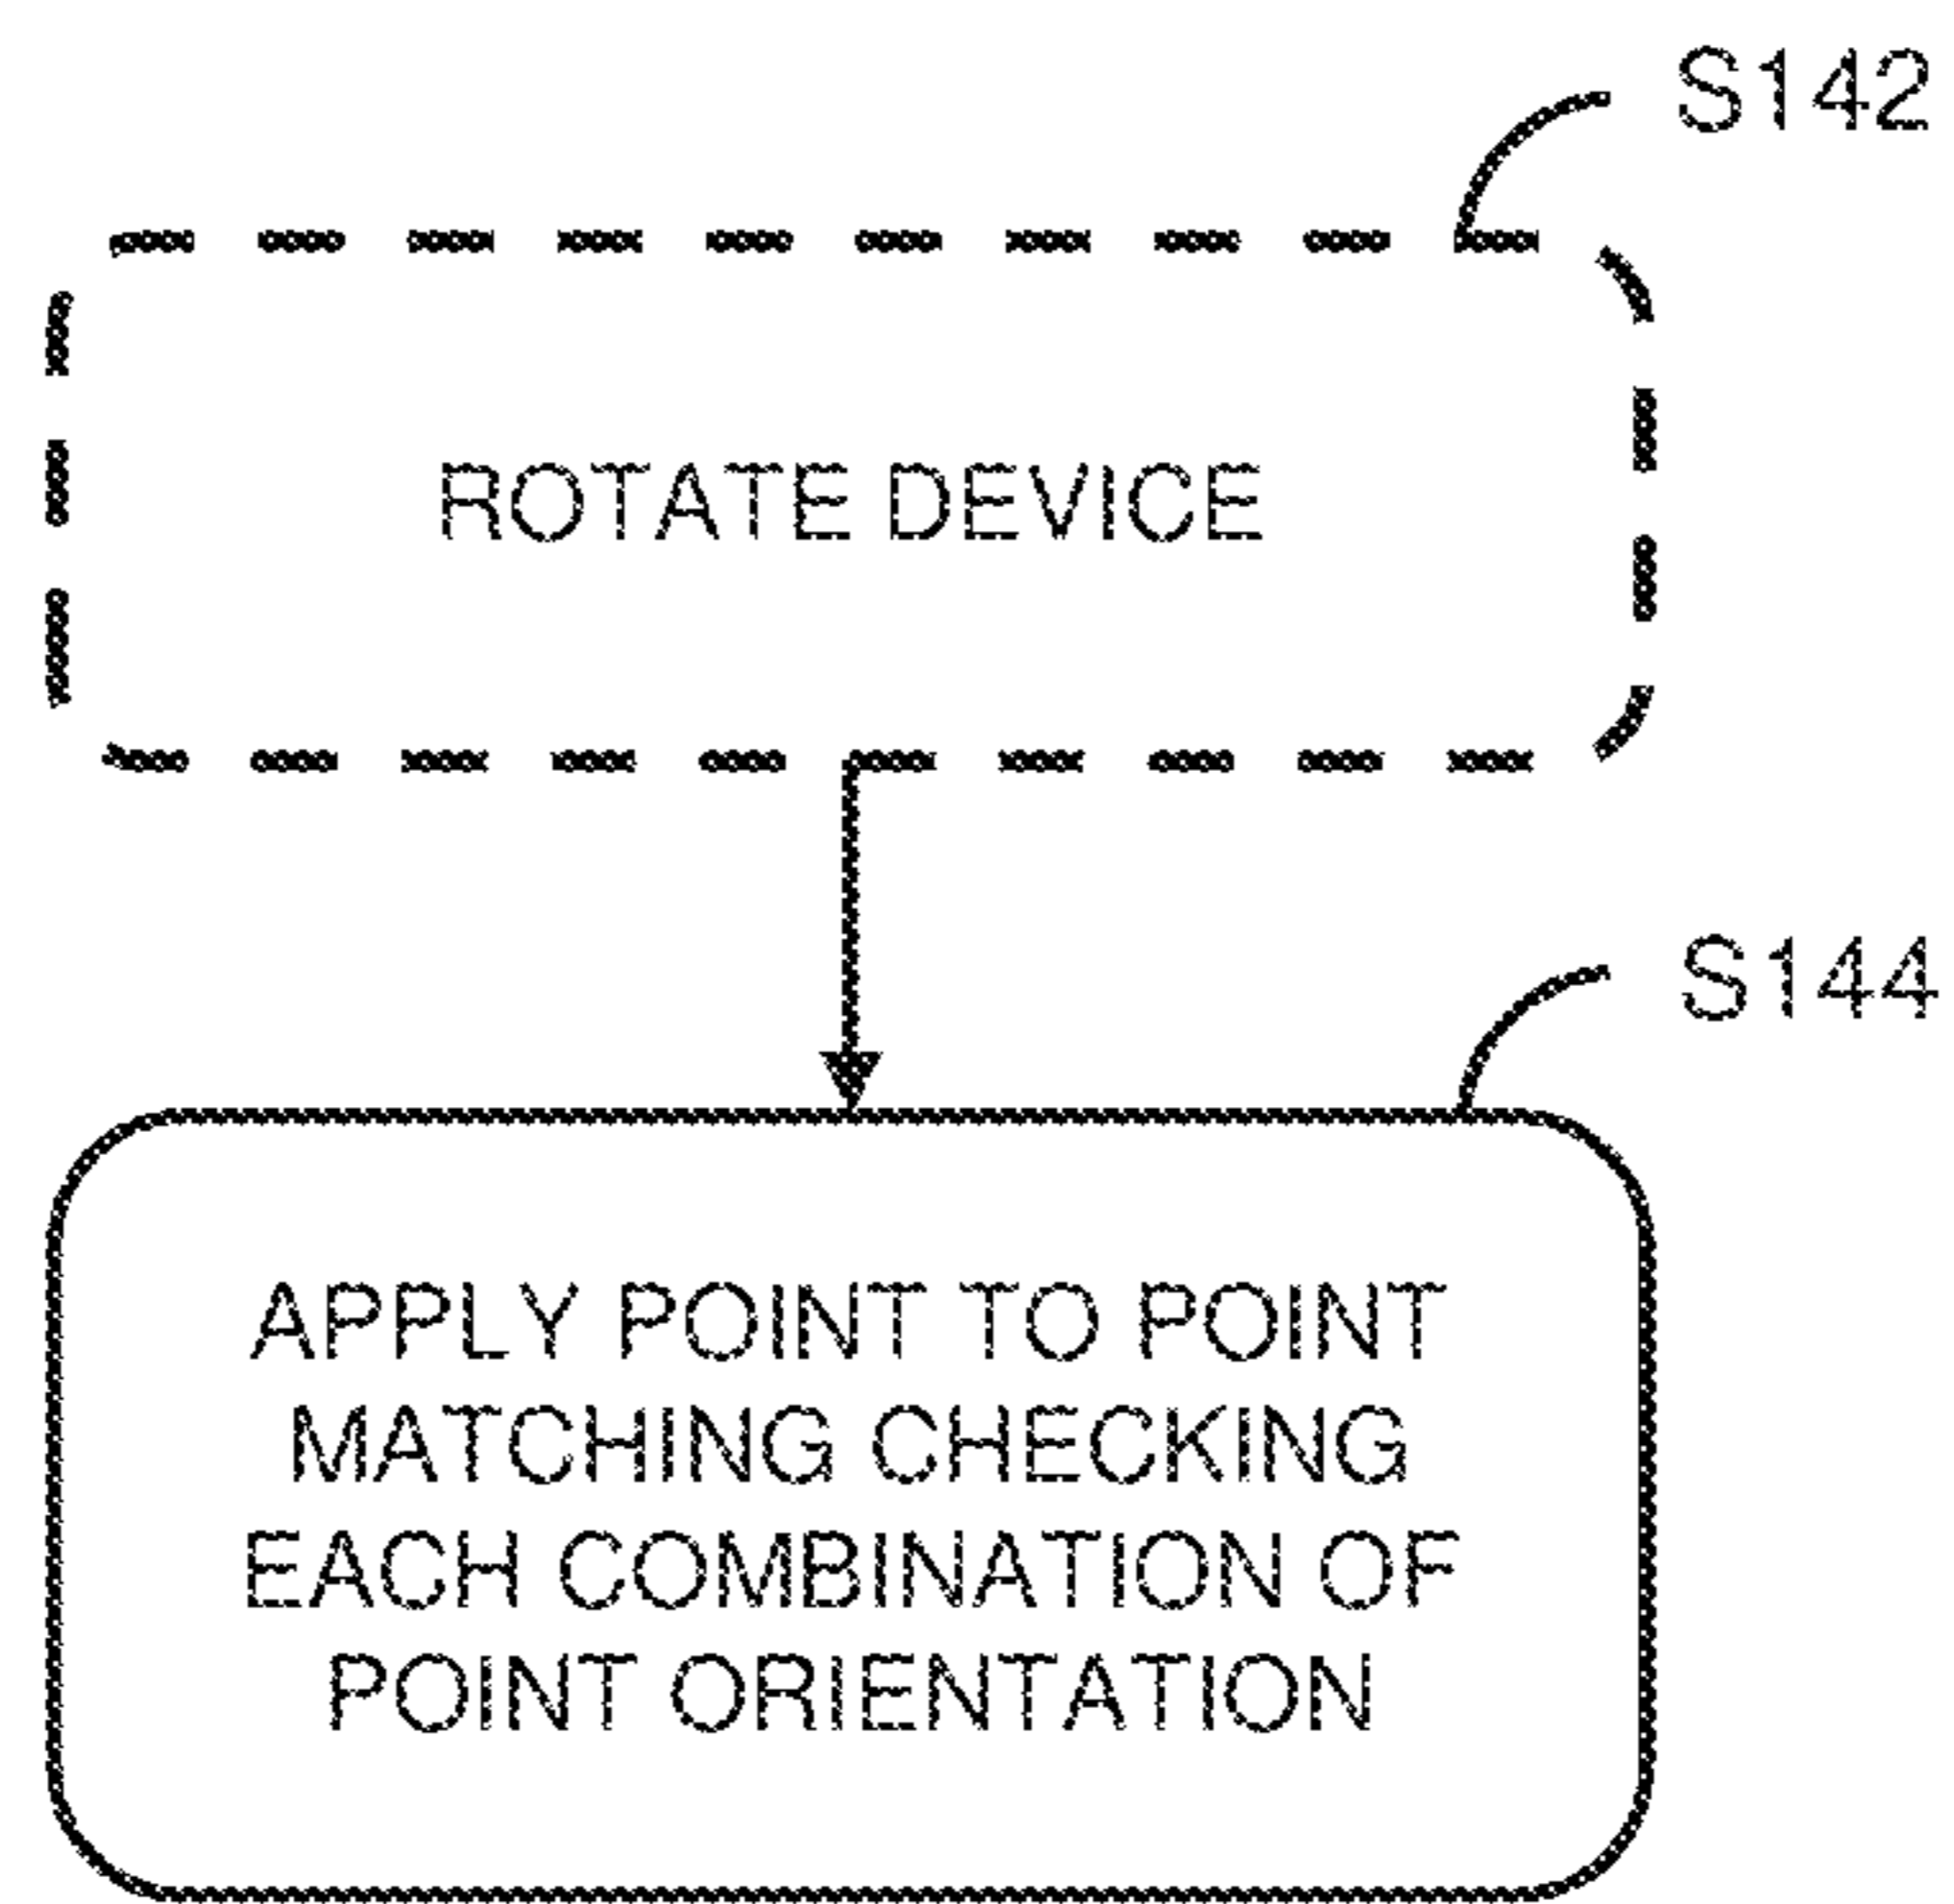 S142
ROTATE DEVICE
S144
APPLY POINT TO POINT
MATCHING CHECKING
EACH COMBINATION OF
POINT ORIENTATION